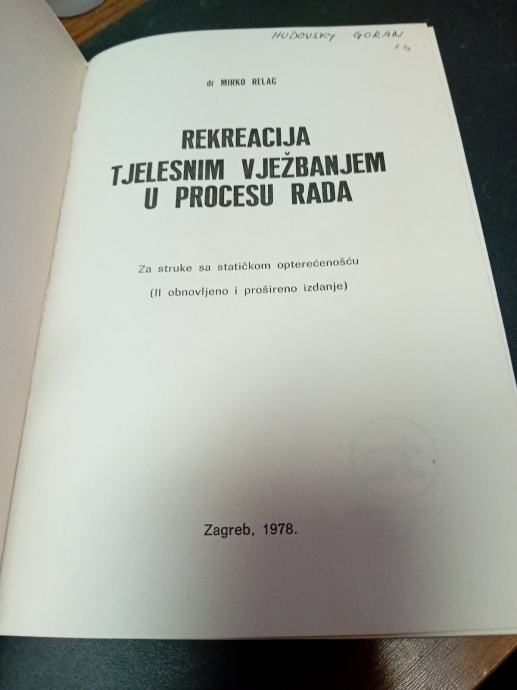 HUDOVSKY GORAN
dr MIRKO RELAC
REKREACIJA
TJELESNIM VJEŽBANJEM
U PROCESU RADA
Za struke sa statičkom opterećenošću
(II obnovljeno i prošireno izdanje)
Zagreb, 1978.